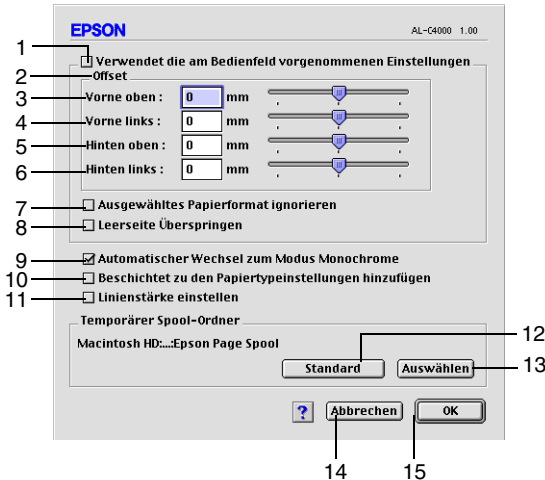 EPSON AL-C4000 1.00
1 Verwendet die am Bedienfeld vorgenommenen Einstellungen
2 Offset
3 Vorne oben : 0 mm
4 Vorne links : 0 mm
5 Hinten oben : 0 mm
6 Hinten links : 0 mm
7 Ausgewähltes Papierformat ignorieren
8 Leerseite Überspringen
9 Automatischer Wechsel zum Modus Monochrome
10 Beschichtet zu den Papiertypeinstellungen hinzufügen
11 Linienstärke einstellen
Temporärer Spool-Ordner
Macintosh HD:...:Epson Page Spool
12
Standard Auswählen 13
? Abbrechen OK
14 15